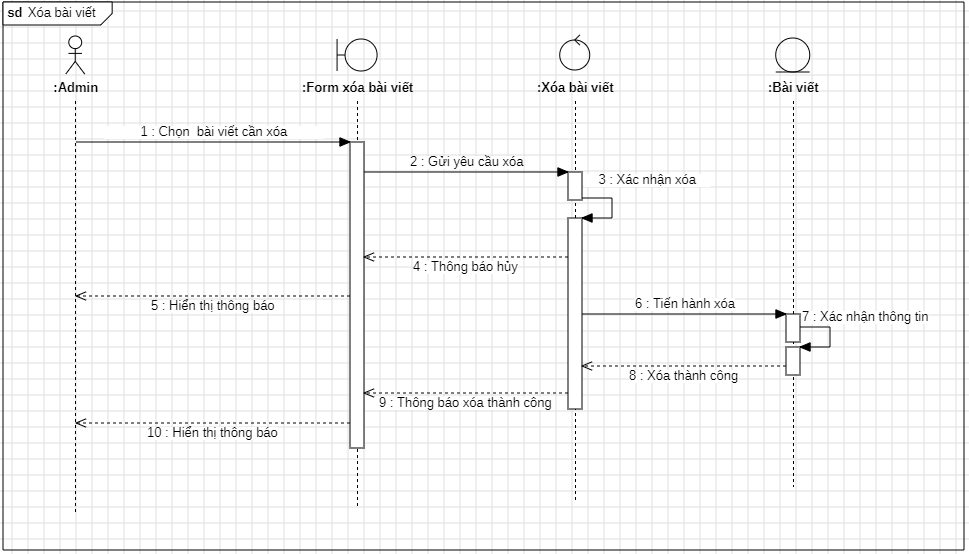 sd Xóa bài viết
:Admin
:Form xóa bài viết
:Xóa bài viết
:Bài viết
1 : Chọn  bài viết cần xóa
2 : Gửi yêu cầu xóa
3 : Xác nhận xóa
4 : Thông báo hủy
5 : Hiển thị thông báo
6 : Tiến hành xóa
7 : Xác nhận thông tin
8 : Xóa thành công
9 : Thông báo xóa thành công
10 : Hiển thị thông báo